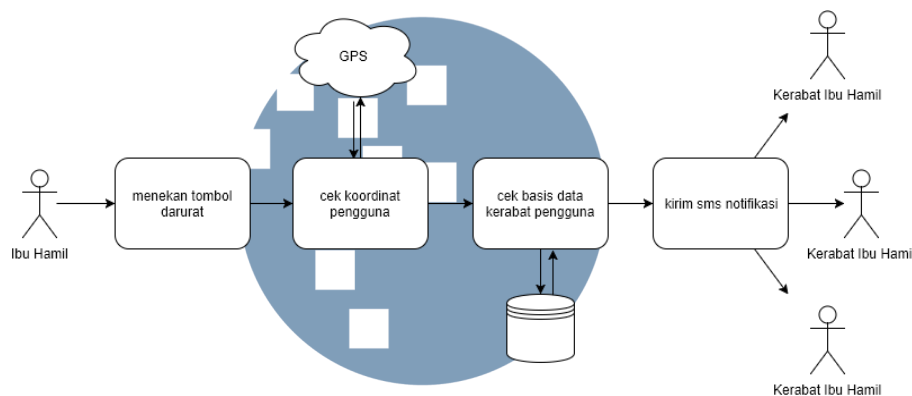 GPS
Kerabat Ibu Hamil
Ibu Hamil
menekan tombol
darurat
cek koordinat
pengguna
cek basis data
kerabat pengguna
kirim sms notifikasi
Kerabat Ibu Hami
Kerabat Ibu Hamil